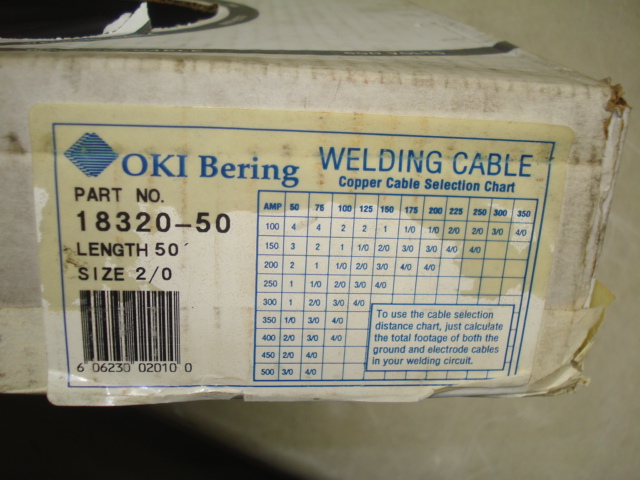 OKI Bering
WELDING CABLE
Copper Cable Selection Chart
PART NO.
18320-50
LENGTH 50'
SIZE 2/0
6 06230 02010 0
AMP 50 75 100 125 150 175 200 225 250 300 350
100 4 4 2 2 1 1/0 1/0 2/0 2/0 3/0 4/0
150 3 2 1 1/0 2/0 3/0 3/0 4/0 4/0
200 2 1 1/0 2/0 3/0 4/0 4/0
250 1 1/0 2/0 3/0 4/0
300 1 2/0 3/0 4/0
350 1/0 3/0 4/0
400 2/0 3/0 4/0
450 2/0 4/0
500 3/0 4/0
To use the cable selection
distance chart, just calculate
the total footage of both the
ground and electrode cables
in your welding circuit.